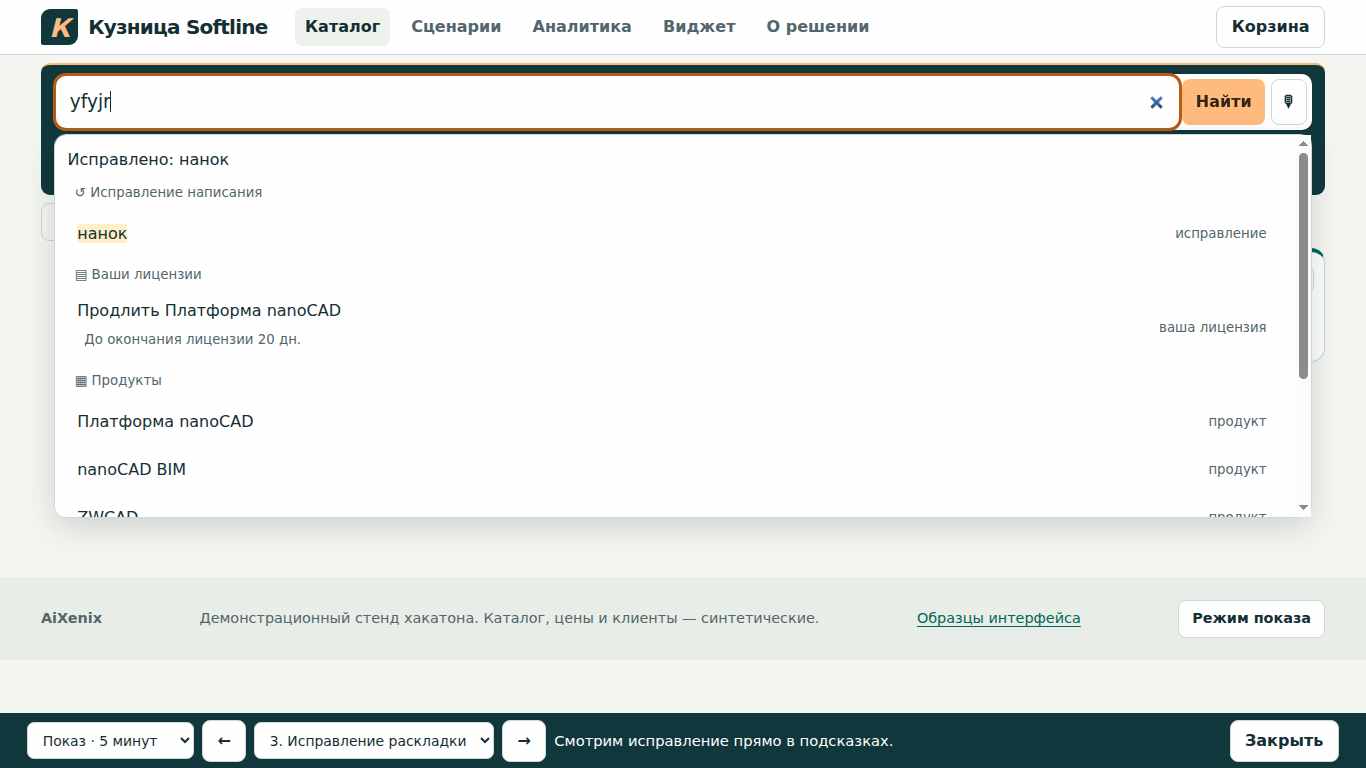 К Кузница Softline Каталог Сценарии Аналитика Виджет О решении Корзина
yfyjr × Найти
Исправлено: нанок
↺ Исправление написания
нанок исправление
▤ Ваши лицензии
Продлить Платформа nanoCAD
До окончания лицензии 20 дн. ваша лицензия
▦ Продукты
Платформа nanoCAD продукт
nanoCAD BIM продукт
ZWCAD продукт
AiXenix Демонстрационный стенд хакатона. Каталог, цены и клиенты — синтетические. Образцы интерфейса Режим показа
Показ · 5 минут ← 3. Исправление раскладки → Смотрим исправление прямо в подсказках. Закрыть